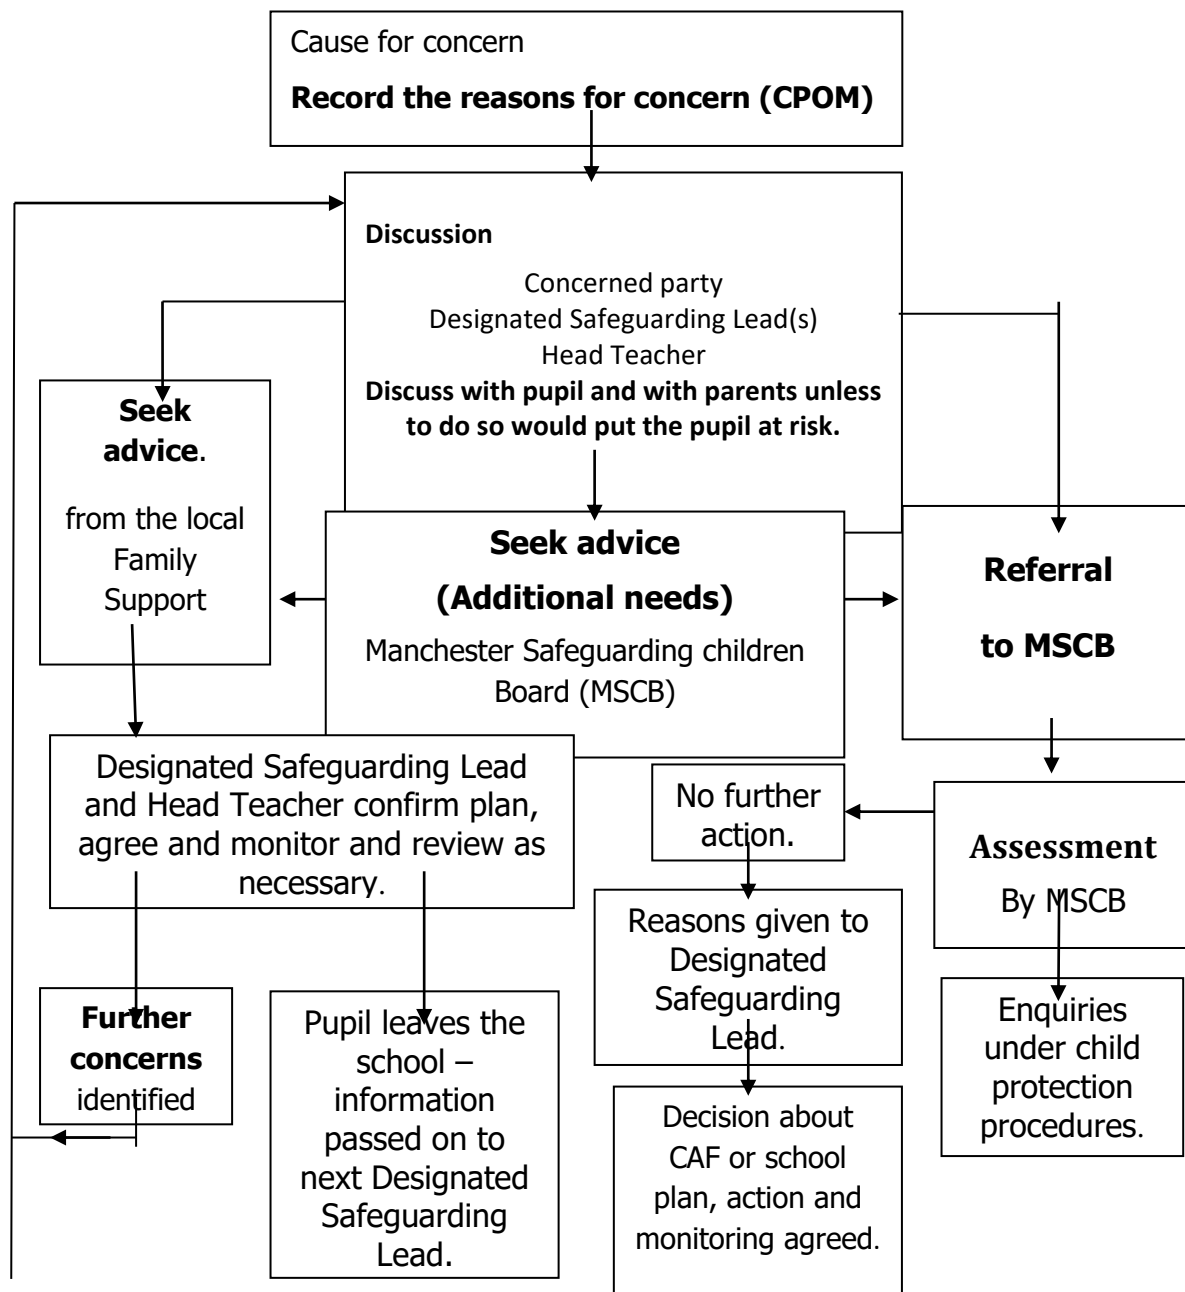 Cause for concern
Record the reasons for concern (CPOM)
Discussion
Concerned party
Designated Safeguarding Lead(s)
Head Teacher
Discuss with pupil and with parents unless
to do so would put the pupil at risk.
Seek
advice.
from the local
Family
Support
Seek advice
(Additional needs)
Manchester Safeguarding children
Board (MSCB)
Referral
to MSCB
Designated Safeguarding Lead
and Head Teacher confirm plan,
agree and monitor and review as
necessary.
No further
action.
Assessment
By MSCB
Reasons given to
Designated
Safeguarding
Lead.
Further
concerns
identified
Pupil leaves the
school –
information
passed on to
next Designated
Safeguarding
Lead.
Enquiries
under child
protection
procedures.
Decision about
CAF or school
plan, action and
monitoring agreed.